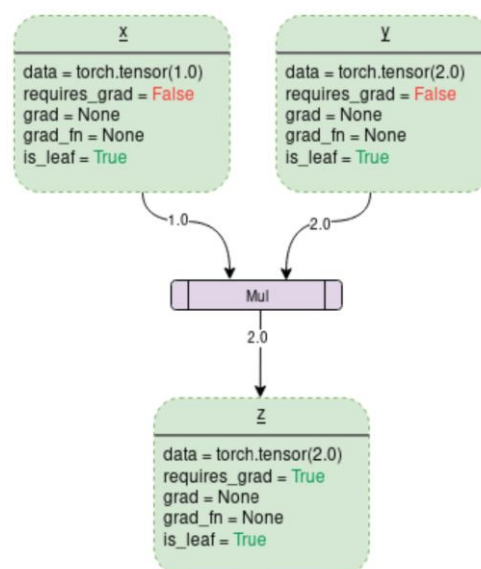 x
data = torch.tensor(1.0)
requires_grad = False
grad = None
grad_fn = None
is_leaf = True
y
data = torch.tensor(2.0)
requires_grad = False
grad = None
grad_fn = None
is_leaf = True
1.0
2.0
Mul
2.0
z
data = torch.tensor(2.0)
requires_grad = True
grad = None
grad_fn = None
is_leaf = True